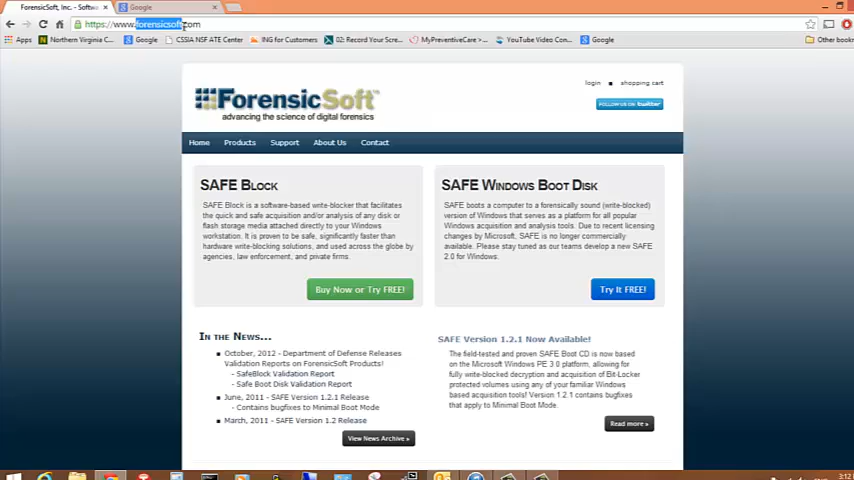 ForensicSoft, Inc. - Softwa
Google
https://www.forensicsoft.com
Apps
Northern Virginia C...
Google
CSSIA NSF ATE Center
ING for Customers
02: Record Your Scre...
MyPreventiveCare >...
YouTube Video Con...
Google
Other book
login
shopping cart
FOLLOW US ON twitter
ForensicSoft
advancing the science of digital forensics
Home
Products
Support
About Us
Contact
SAFE BLOCK
SAFE Block is a software-based write-blocker that facilitates
the quick and safe acquisition and/or analysis of any disk or
flash storage media attached directly to your Windows
workstation. It is proven to be safe, significantly faster than
hardware write-blocking solutions, and used across the globe by
agencies, law enforcement, and private firms.
Buy Now or Try FREE!
SAFE WINDOWS BOOT DISK
SAFE boots a computer to a forensically sound (write-blocked)
version of Windows that serves as a platform for all popular
Windows acquisition and analysis tools. Due to recent licensing
changes by Microsoft, SAFE is no longer commercially
available. Please stay tuned as our teams develop a new SAFE
2.0 for Windows.
Try It FREE!
IN THE NEWS...
October, 2012 - Department of Defense Releases
Validation Reports on ForensicSoft Products!
- SafeBlock Validation Report
- Safe Boot Disk Validation Report
June, 2011 - SAFE Version 1.2.1 Release
- Contains bugfixes to Minimal Boot Mode
March, 2011 - SAFE Version 1.2 Release
View News Archive »
SAFE Version 1.2.1 Now Available!
The field-tested and proven SAFE Boot CD is now based
on the Microsoft Windows PE 3.0 platform, allowing for
fully write-blocked decryption and acquisition of Bit-Locker
protected volumes using any of your familiar Windows
based acquisition tools! Version 1.2.1 contains bugfixes
that apply to Minimal Boot Mode.
Read more »
3:12